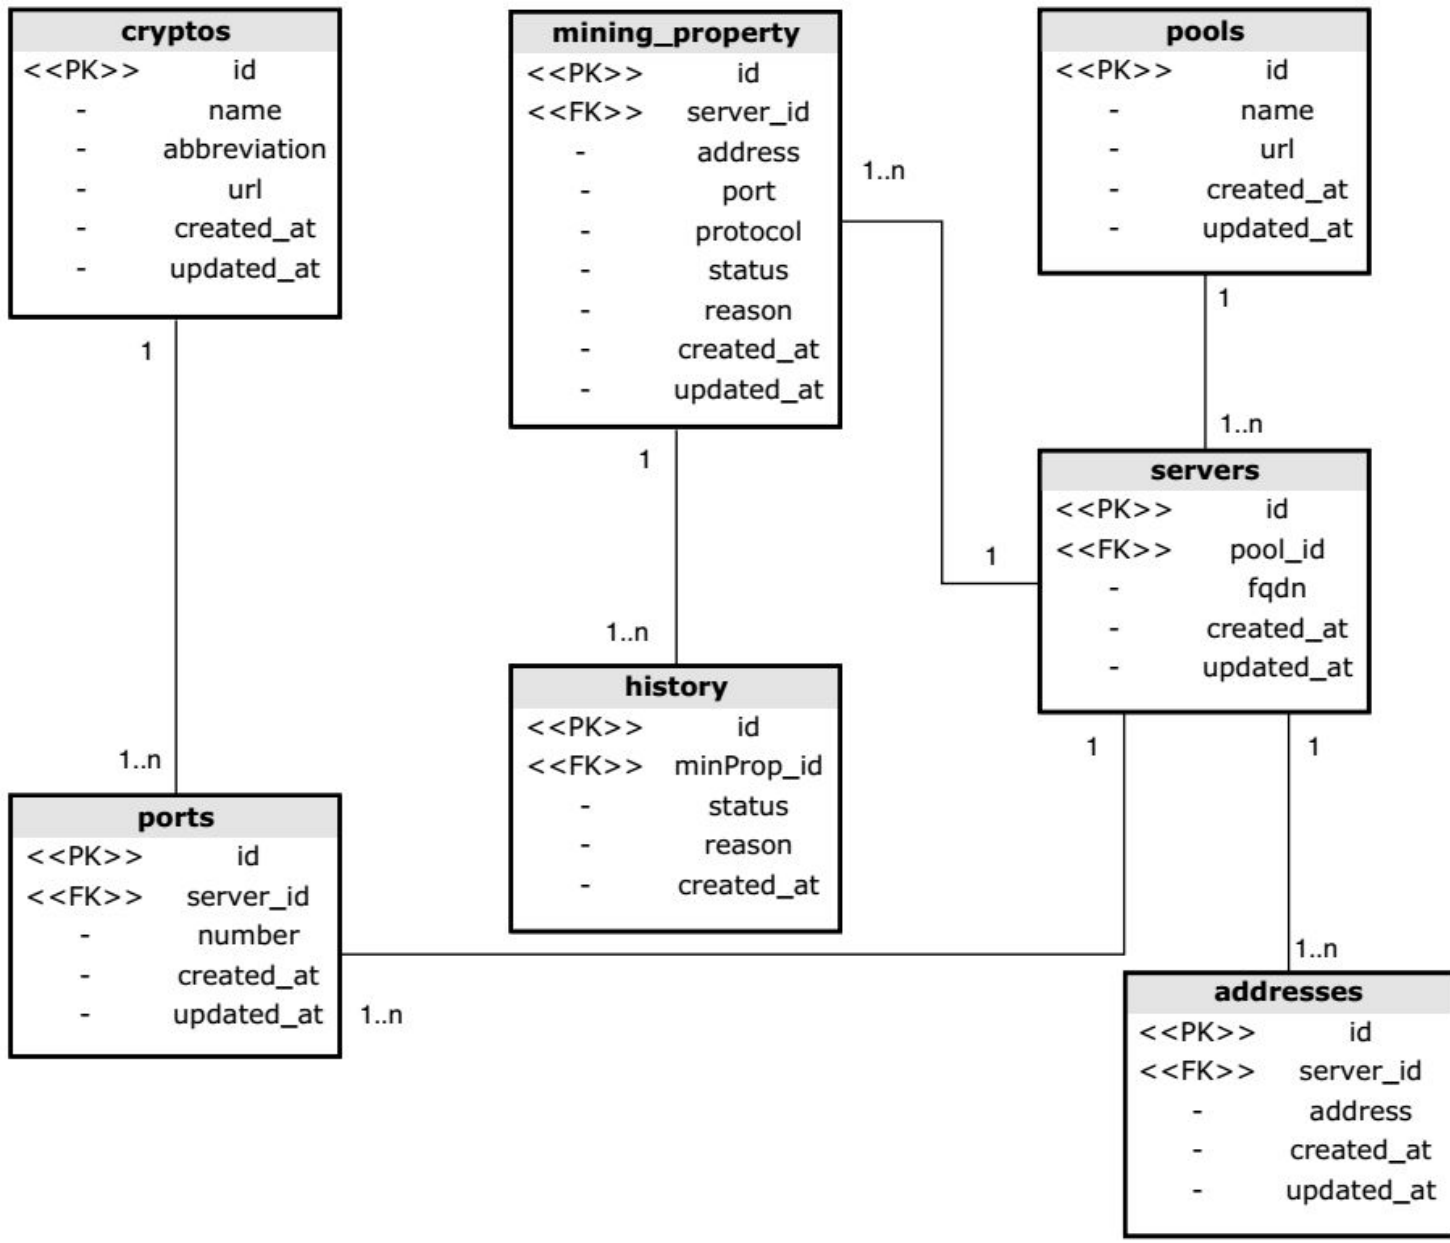 cryptos
<<PK>> id
- name
- abbreviation
- url
- created_at
- updated_at
1
1..n
mining_property
<<PK>> id
<<FK>> server_id
- address
- port
- protocol
- status
- reason
- created_at
- updated_at
1..n
1
1
1..n
pools
<<PK>> id
- name
- url
- created_at
- updated_at
1
1..n
servers
<<PK>> id
<<FK>> pool_id
- fqdn
- created_at
- updated_at
1
1
1..n
history
<<PK>> id
<<FK>> minProp_id
- status
- reason
- created_at
ports
<<PK>> id
<<FK>> server_id
- number
- created_at
- updated_at
1..n
addresses
<<PK>> id
<<FK>> server_id
- address
- created_at
- updated_at